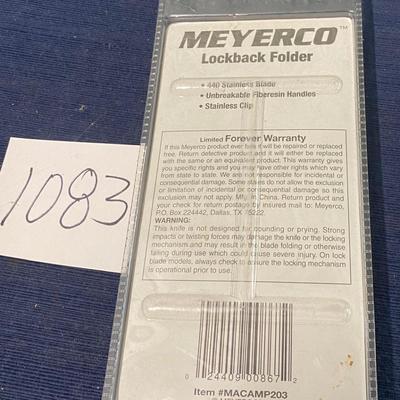 MEYERCO™
Lockback Folder
• 440 Stainless Blade
• Unbreakable Fiberesin Handles
• Stainless Clip
Limited Forever Warranty
If this Meyerco product ever fails it will be repaired or replaced
free. Return defective product and it will either be replaced
with the same or an equivalent product. This warranty gives
you specific rights and you may have other rights which vary
from state to state. We are not responsible for incidental or
consequential damage. Some states do not allow the exclusion
or limitation of incidental or consequential damage so this
exclusion may not apply. Mfg. in China. Return product and
your check for return postage by insured mail to: Meyerco,
P.O. Box 224442, Dallas, TX 75222.
WARNING:
This knife is not designed for pounding or prying. Strong
impacts or twisting forces may damage the knife or the locking
mechanism and may result in the blade folding or otherwise
failing during use which could cause severe injury. On lock
blade models, always check to ensure the locking mechanism
is operational prior to use.
1083
0 24409 00867 2
Item #MACAMP203